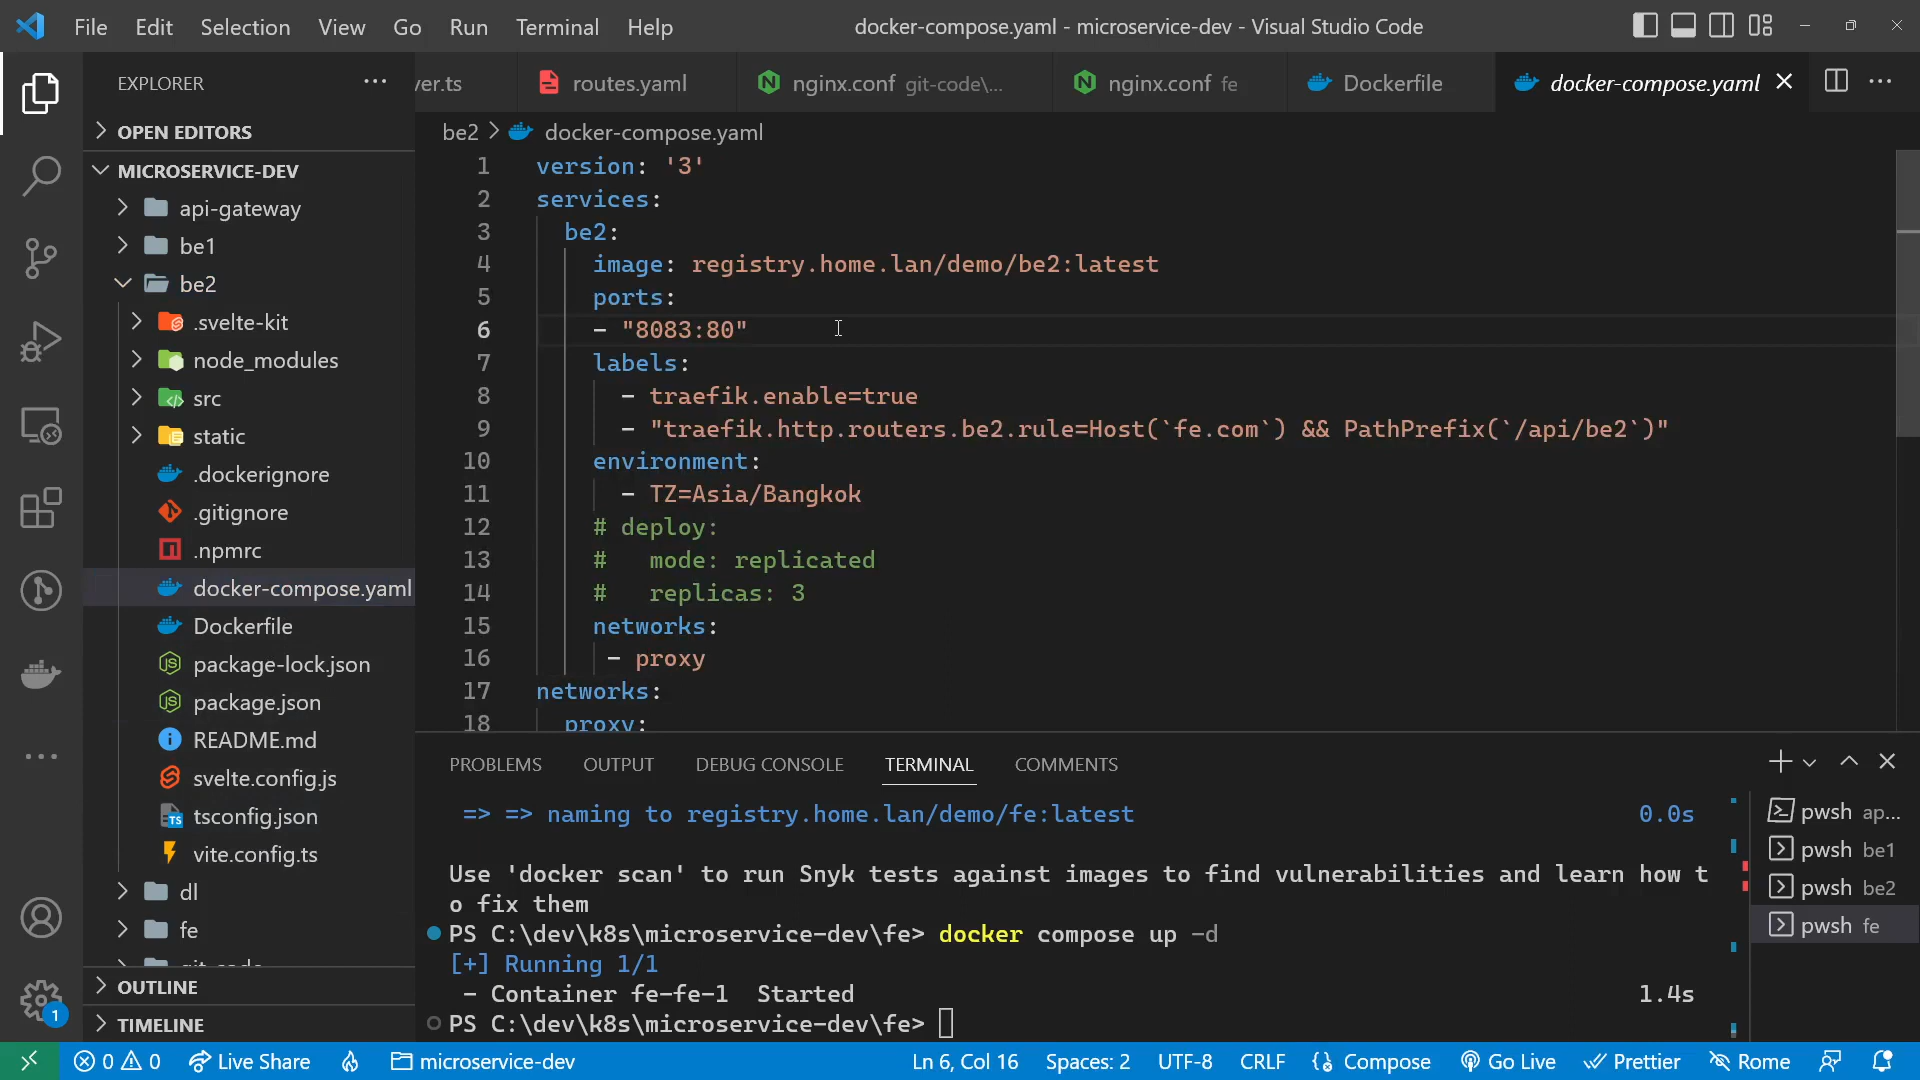 File Edit Selection View Go Run Terminal Help
docker-compose.yaml - microservice-dev - Visual Studio Code
EXPLORER
ver.ts
routes.yaml
nginx.conf git-code\...
nginx.conf fe
Dockerfile
docker-compose.yaml
OPEN EDITORS
MICROSERVICE-DEV
api-gateway
be1
be2
.svelte-kit
node_modules
src
static
.dockerignore
.gitignore
.npmrc
docker-compose.yaml
Dockerfile
package-lock.json
package.json
README.md
svelte.config.js
tsconfig.json
vite.config.ts
dl
fe
git-code
OUTLINE
TIMELINE
1
be2 > docker-compose.yaml
1 version: '3'
2 services:
3 be2:
4 image: registry.home.lan/demo/be2:latest
5 ports:
6 - "8083:80"
7 labels:
8 - traefik.enable=true
9 - "traefik.http.routers.be2.rule=Host(`fe.com`) && PathPrefix(`/api/be2`)"
10 environment:
11 - TZ=Asia/Bangkok
12 # deploy:
13 # mode: replicated
14 # replicas: 3
15 networks:
16 - proxy
17 networks:
18 proxy:
PROBLEMS OUTPUT DEBUG CONSOLE TERMINAL COMMENTS
=> => naming to registry.home.lan/demo/fe:latest 0.0s
Use 'docker scan' to run Snyk tests against images to find vulnerabilities and learn how t
o fix them
PS C:\dev\k8s\microservice-dev\fe> docker compose up -d
[+] Running 1/1
- Container fe-fe-1 Started 1.4s
PS C:\dev\k8s\microservice-dev\fe>
pwsh ap...
pwsh be1
pwsh be2
pwsh fe
0 0 Live Share microservice-dev Ln 6, Col 16 Spaces: 2 UTF-8 CRLF Compose Go Live Prettier Rome